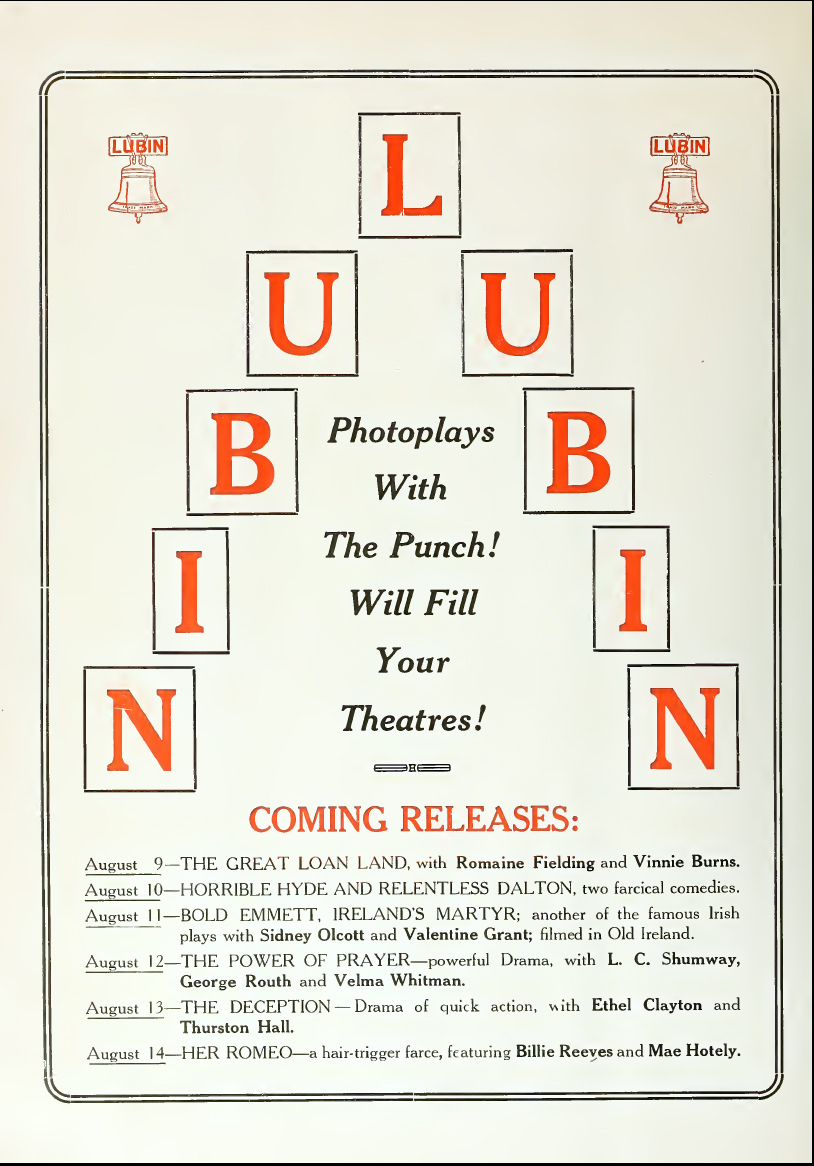 LUBIN
LUBIN
TRADE MARK
TRADE MARK
L
U U
B B
I I
N N
Photoplays
With
The Punch!
Will Fill
Your
Theatres!
COMING RELEASES:
August 9—THE GREAT LOAN LAND, with Romaine Fielding and Vinnie Burns.
August 10—HORRIBLE HYDE AND RELENTLESS DALTON, two farcical comedies.
August 11—BOLD EMMETT, IRELAND'S MARTYR; another of the famous Irish
plays with Sidney Olcott and Valentine Grant; filmed in Old Ireland.
August 12—THE POWER OF PRAYER—powerful Drama, with L. C. Shumway,
George Routh and Velma Whitman.
August 13—THE DECEPTION—Drama of quick action, with Ethel Clayton and
Thurston Hall.
August 14—HER ROMEO—a hair-trigger farce, featuring Billie Reeves and Mae Hotely.